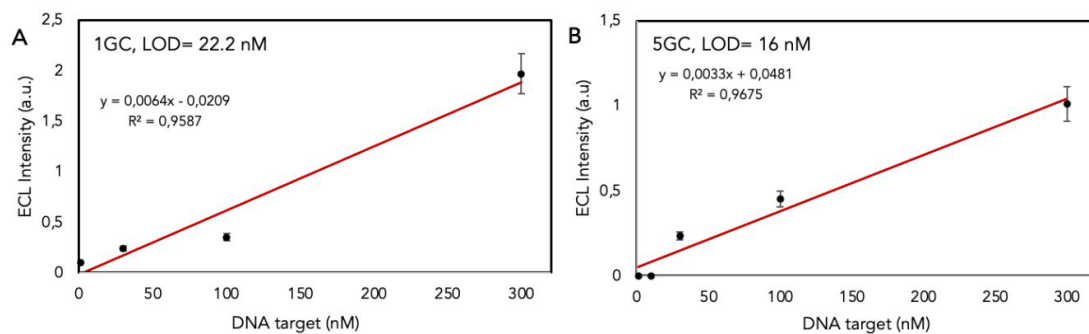 A
1GC, LOD= 22.2 nM
y = 0,0064x - 0,0209
R² = 0,9587
ECL Intensity (a.u.)
2,5
2
1,5
1
0,5
0
0 50 100 150 200 250 300
DNA target (nM)
B
5GC, LOD= 16 nM
y = 0,0033x + 0,0481
R² = 0,9675
ECL Intensity (a.u)
1,5
1
0,5
0
0 50 100 150 200 250 300
DNA target (nM)